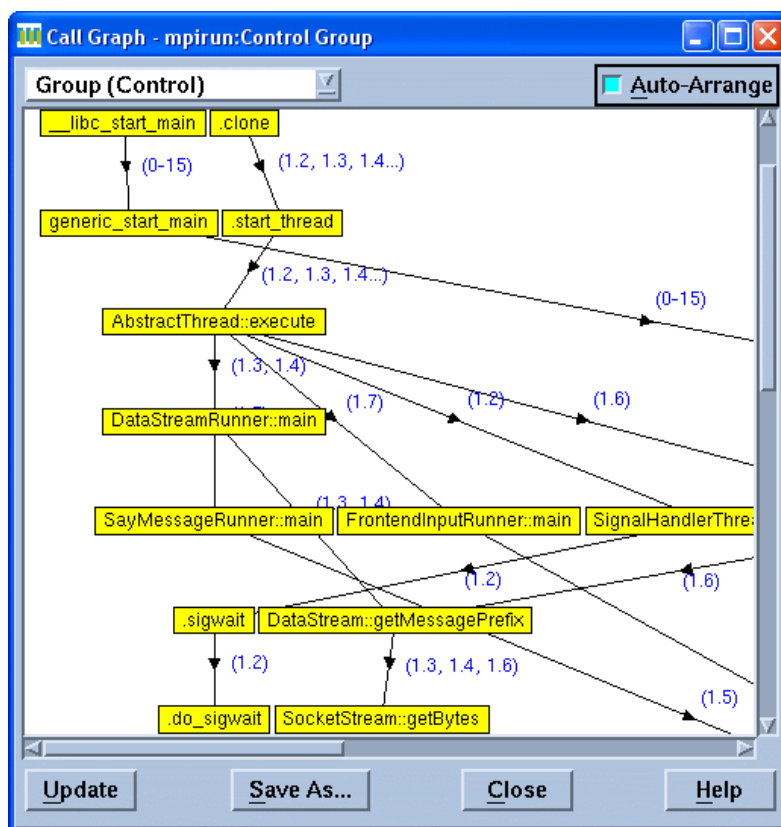 Call Graph - mpirun:Control Group
Group (Control)
Auto-Arrange
__libc_start_main
.clone
(0-15)
(1.2, 1.3, 1.4...)
generic_start_main
.start_thread
(1.2, 1.3, 1.4...)
(0-15)
AbstractThread::execute
(1.3, 1.4)
(1.7)
(1.2)
(1.6)
DataStreamRunner::main
(1.3, 1.4)
SayMessageRunner::main
FrontendInputRunner::main
SignalHandlerThrea
(1.2)
(1.6)
.sigwait
DataStream::getMessagePrefix
(1.2)
(1.3, 1.4, 1.6)
(1.5)
.do_sigwait
SocketStream::getBytes
Update
Save As...
Close
Help